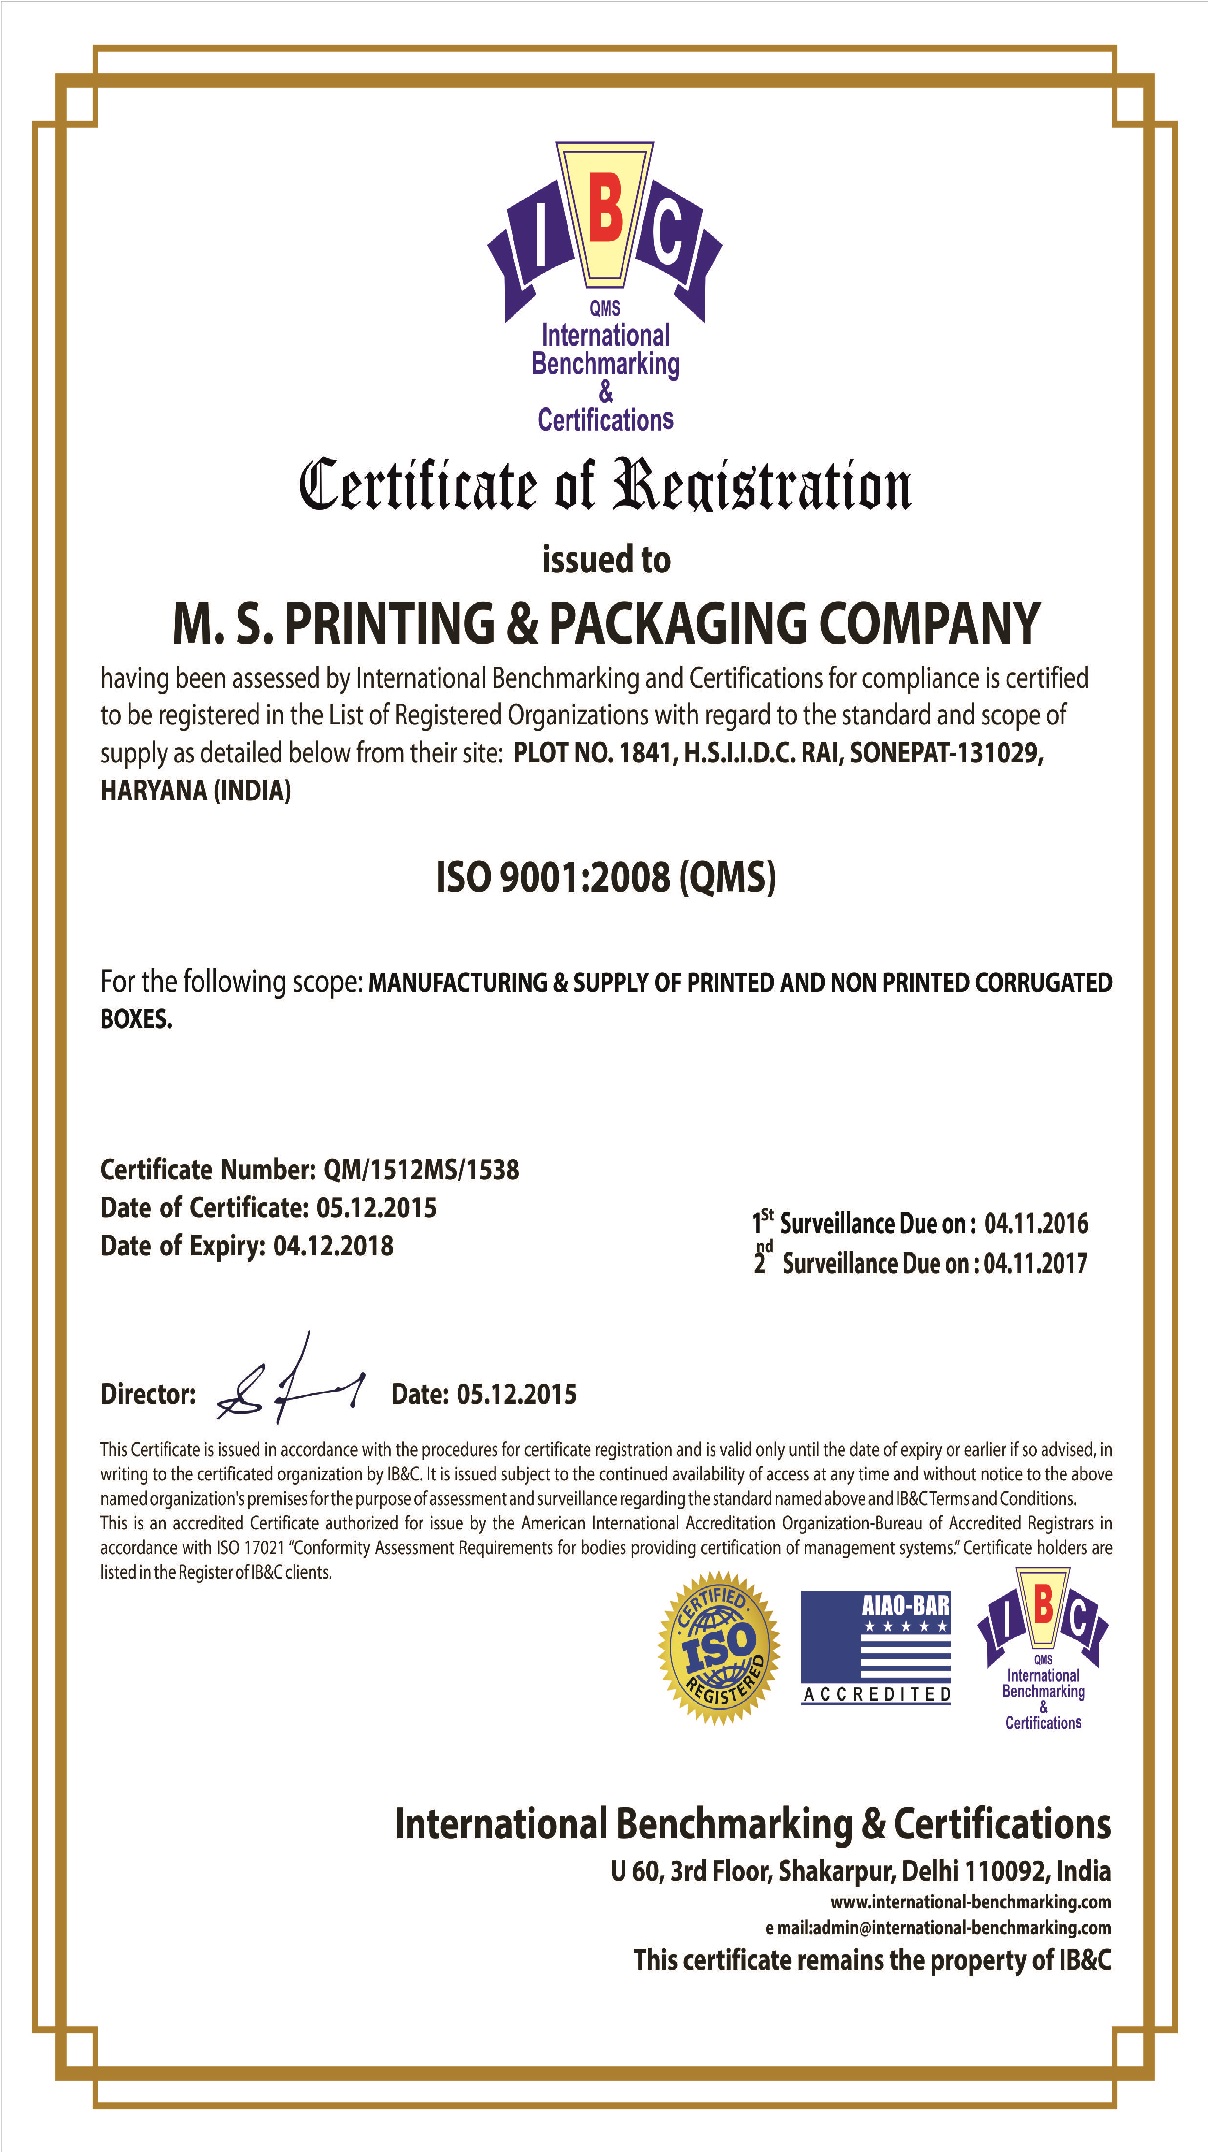 I B C
QMS
International
Benchmarking
&
Certifications
Certificate of Registration
issued to
M. S. PRINTING & PACKAGING COMPANY
having been assessed by International Benchmarking and Certifications for compliance is certified
to be registered in the List of Registered Organizations with regard to the standard and scope of
supply as detailed below from their site: PLOT NO. 1841, H.S.I.I.D.C. RAI, SONEPAT-131029,
HARYANA (INDIA)
ISO 9001:2008 (QMS)
For the following scope: MANUFACTURING & SUPPLY OF PRINTED AND NON PRINTED CORRUGATED
BOXES.
Certificate Number: QM/1512MS/1538
Date of Certificate: 05.12.2015
Date of Expiry: 04.12.2018
1St Surveillance Due on : 04.11.2016
2nd Surveillance Due on : 04.11.2017
Director: Date: 05.12.2015
This Certificate is issued in accordance with the procedures for certificate registration and is valid only until the date of expiry or earlier if so advised, in
writing to the certificated organization by IB&C. It is issued subject to the continued availability of access at any time and without notice to the above
named organization's premises for the purpose of assessment and surveillance regarding the standard named above and IB&C Terms and Conditions.
This is an accredited Certificate authorized for issue by the American International Accreditation Organization-Bureau of Accredited Registrars in
accordance with ISO 17021 “Conformity Assessment Requirements for bodies providing certification of management systems.” Certificate holders are
listed in the Register of IB&C clients.
CERTIFIED
ISO
REGISTERED
AIAO-BAR
ACCREDITED
I B C
QMS
International
Benchmarking
&
Certifications
International Benchmarking & Certifications
U 60, 3rd Floor, Shakarpur, Delhi 110092, India
www.international-benchmarking.com
e mail:admin@international-benchmarking.com
This certificate remains the property of IB&C